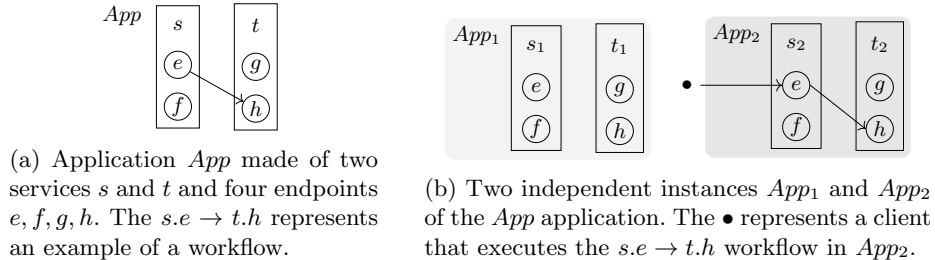 App
s
t
e
g
f
h
(a) Application App made of two
services s and t and four endpoints
e, f, g, h. The s.e → t.h represents
an example of a workflow.
App₁
s₁
t₁
e
g
f
h
App₂
s₂
t₂
e
g
f
h
(b) Two independent instances App₁ and App₂
of the App application. The • represents a client
that executes the s.e → t.h workflow in App₂.